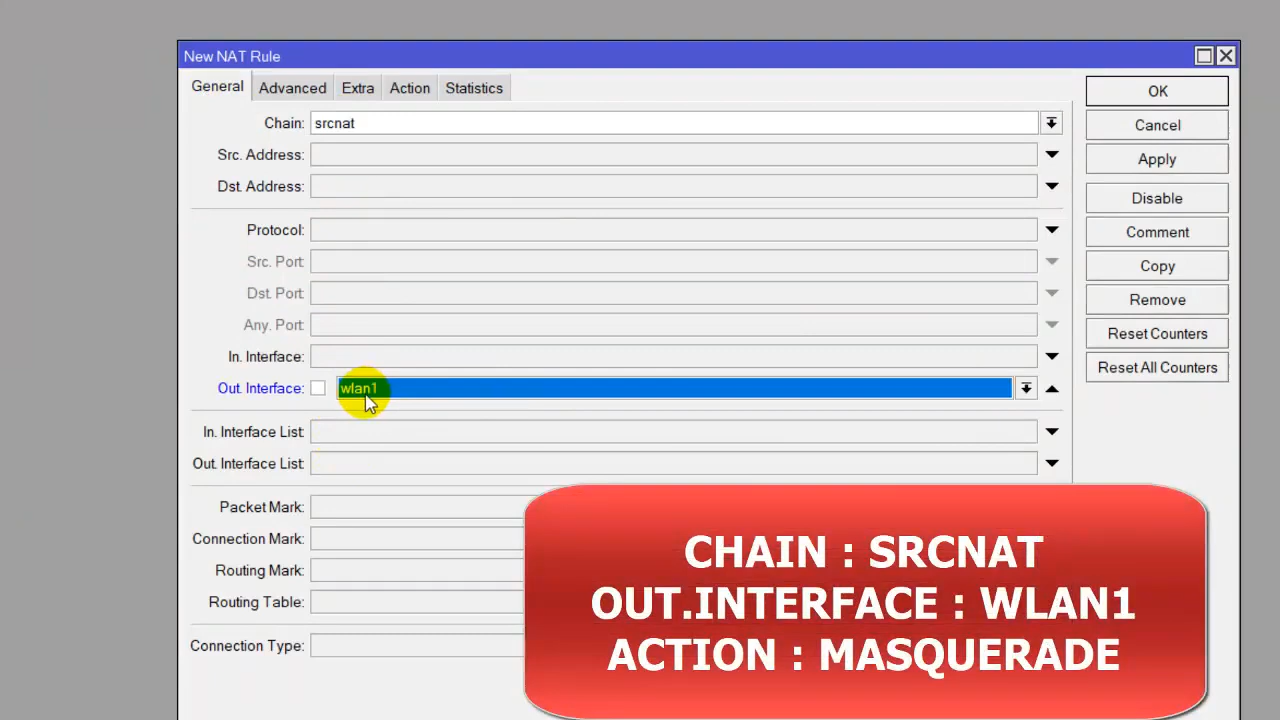 New NAT Rule
General Advanced Extra Action Statistics
Chain: srcnat
Src. Address:
Dst. Address:
Protocol:
Src. Port:
Dst. Port:
Any. Port:
In. Interface:
Out. Interface: wlan1
In. Interface List:
Out. Interface List:
Packet Mark:
Connection Mark:
Routing Mark:
Routing Table:
Connection Type:
OK
Cancel
Apply
Disable
Comment
Copy
Remove
Reset Counters
Reset All Counters
CHAIN : SRCNAT
OUT.INTERFACE : WLAN1
ACTION : MASQUERADE